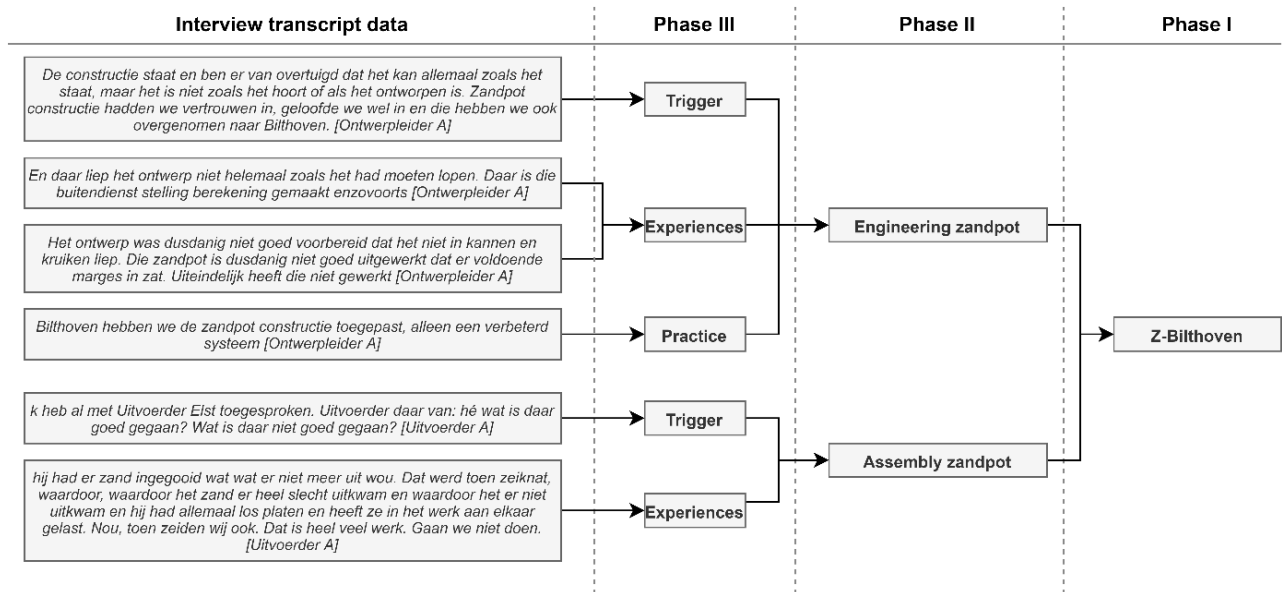 Interview transcript data
Phase III
Phase II
Phase I
De constructie staat en ben er van overtuigd dat het kan allemaal zoals het
staat, maar het is niet zoals het hoort of als het ontworpen is. Zandpot
constructie hadden we vertrouwen in, geloofde we wel in en die hebben we ook
overgenomen naar Bilthoven. [Ontwerpleider A]
Trigger
En daar liep het ontwerp niet helemaal zoals het had moeten lopen. Daar is die
buitendienst stelling berekening gemaakt enzovoorts [Ontwerpleider A]
Experiences
Engineering zandpot
Het ontwerp was dusdanig niet goed voorbereid dat het niet in kannen en
kruiken liep. Die zandpot is dusdanig niet goed uitgewerkt dat er voldoende
marges in zat. Uiteindelijk heeft die niet gewerkt [Ontwerpleider A]
Bilthoven hebben we de zandpot constructie toegepast, alleen een verbeterd
systeem [Ontwerpleider A]
Practice
Z-Bilthoven
k heb al met Uitvoerder Elst toegesproken. Uitvoerder daar van: hé wat is daar
goed gegaan? Wat is daar niet goed gegaan? [Uitvoerder A]
Trigger
Assembly zandpot
hij had er zand ingegooid wat wat er niet meer uit wou. Dat werd toen zeiknat,
waardoor, waardoor het zand er heel slecht uitkwam en waardoor het er niet
uitkwam en hij had allemaal los platen en heeft ze in het werk aan elkaar
gelast. Nou, toen zeiden wij ook. Dat is heel veel werk. Gaan we niet doen.
[Uitvoerder A]
Experiences